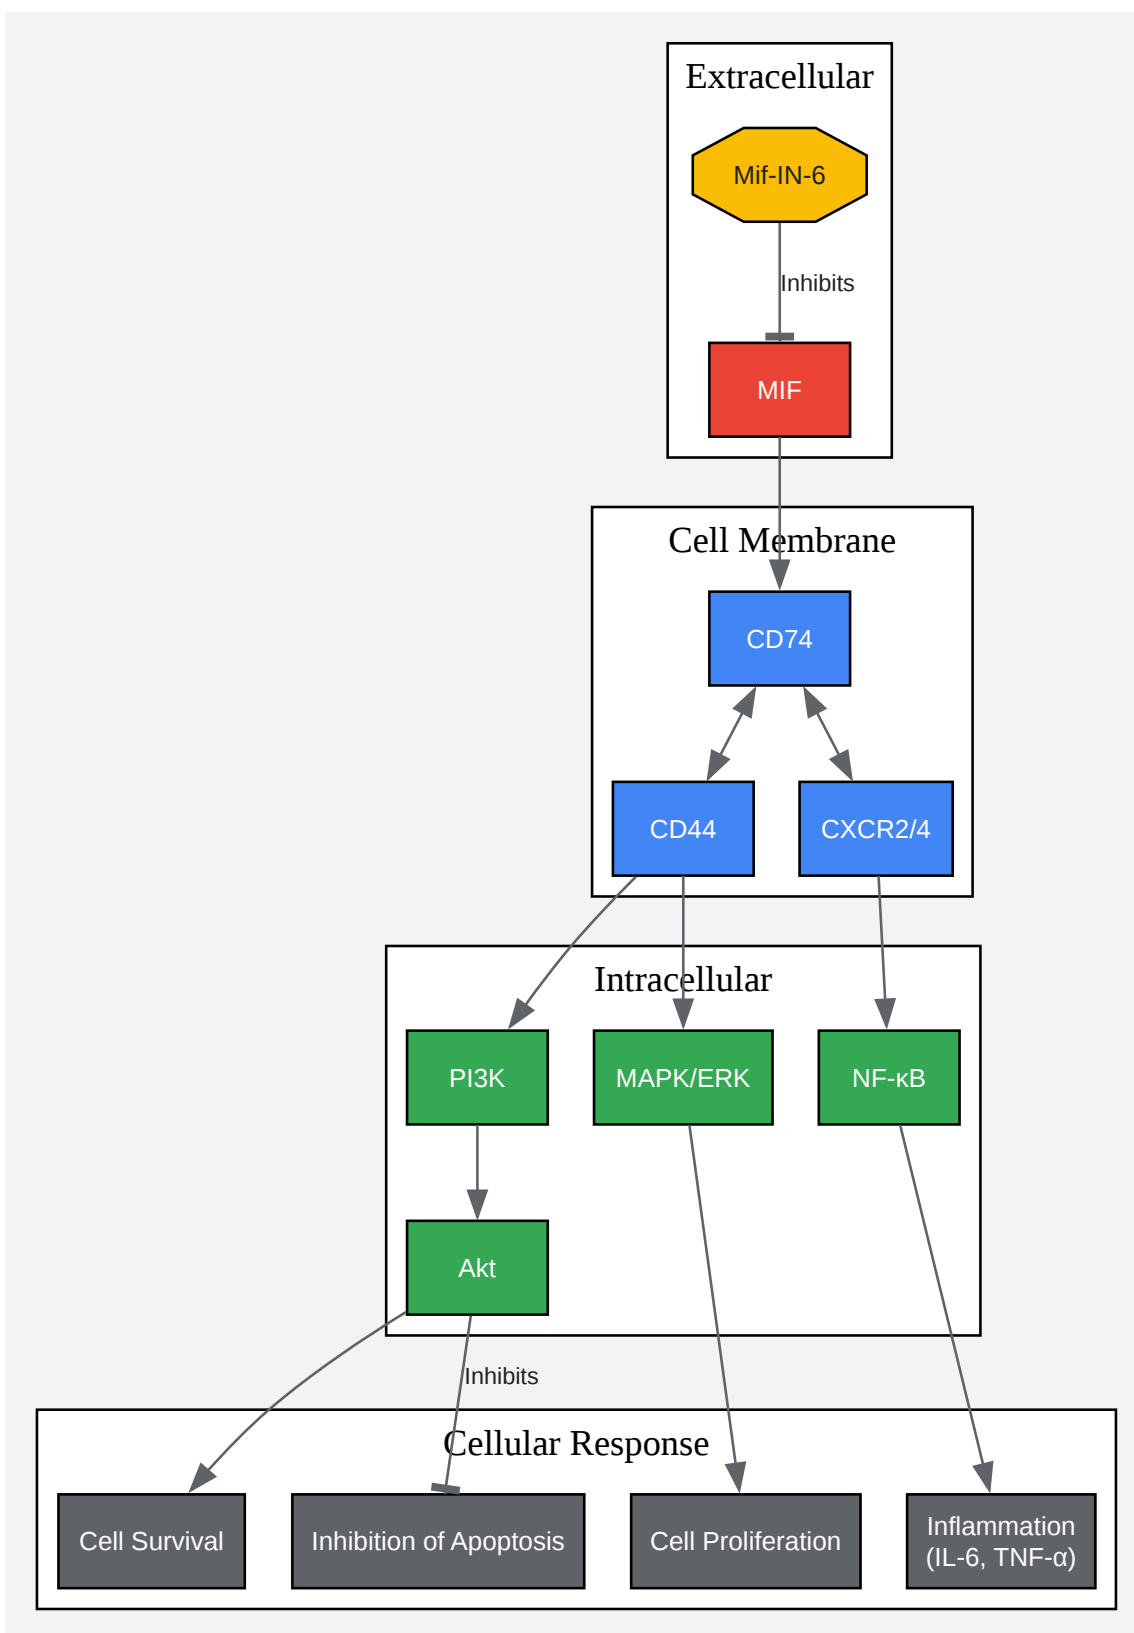 Extracellular
Mif-IN-6
Inhibits
MIF
Cell Membrane
CD74
CD44
CXCR2/4
Intracellular
PI3K
MAPK/ERK
NF-κB
Akt
Inhibits
Cellular Response
Cell Survival
Inhibition of Apoptosis
Cell Proliferation
Inflammation
(IL-6, TNF-α)